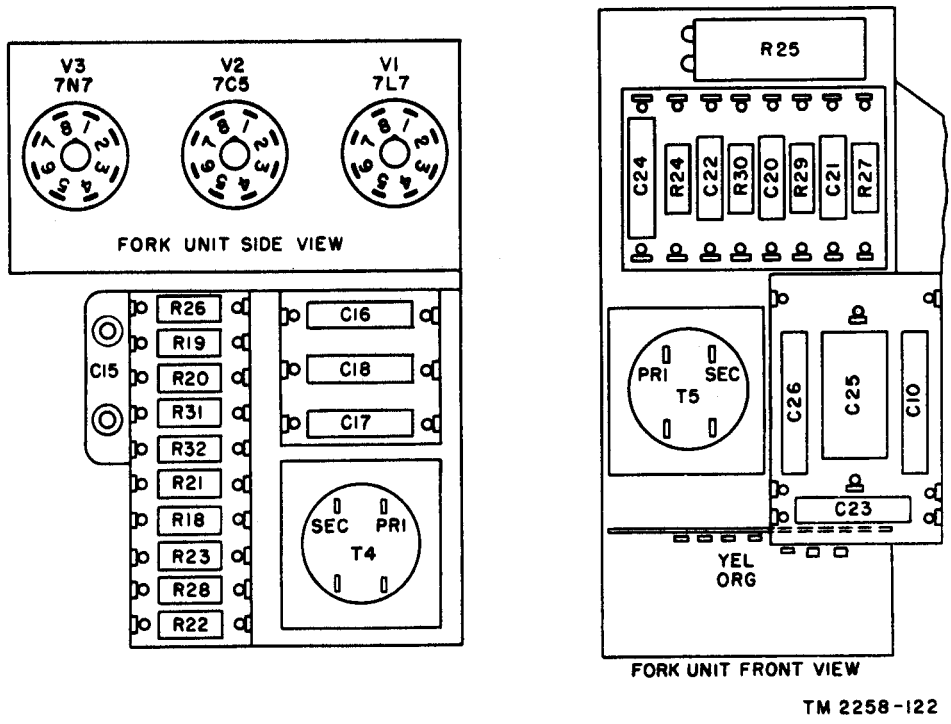 V3 V2 V1
7N7 7C5 7L7
8 1 2 3 4 5 6 7
8 1 2 3 4 5 6 7
8 1 2 3 4 5 6 7
FORK UNIT SIDE VIEW
C15
R26
R19
R20
R31
R32
R21
R18
R23
R28
R22
C16
C18
C17
SEC PRI
T4
R25
C24 R24 C22 R30 C20 R29 C21 R27
PRI SEC
T5
C26 C25 C10
C23
YEL
ORG
FORK UNIT FRONT VIEW
TM 2258-122